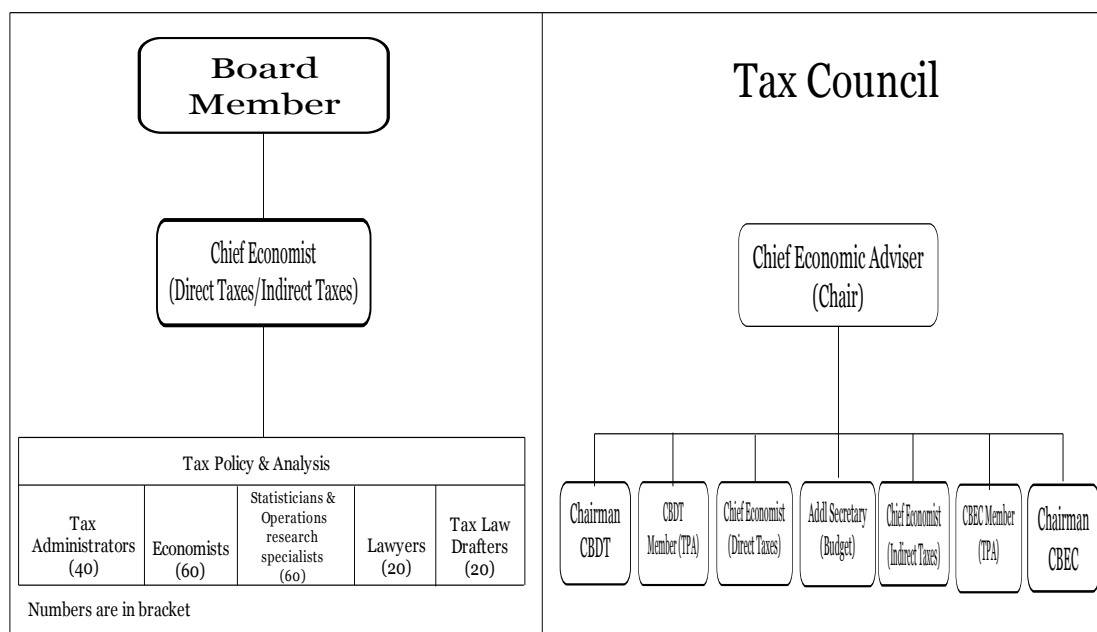 Board
Member
Chief Economist
(Direct Taxes/Indirect Taxes)
Tax Policy & Analysis
Tax
Administrators
(40)
Economists
(60)
Statisticians &
Operations
research
specialists
(60)
Lawyers
(20)
Tax Law
Drafters
(20)
Numbers are in bracket
Tax Council
Chief Economic Adviser
(Chair)
Chairman
CBDT
CBDT
Member (TPA)
Chief Economist
(Direct Taxes)
Addl Secretary
(Budget)
Chief Economist
(Indirect Taxes)
CBEC Member
(TPA)
Chairman
CBEC